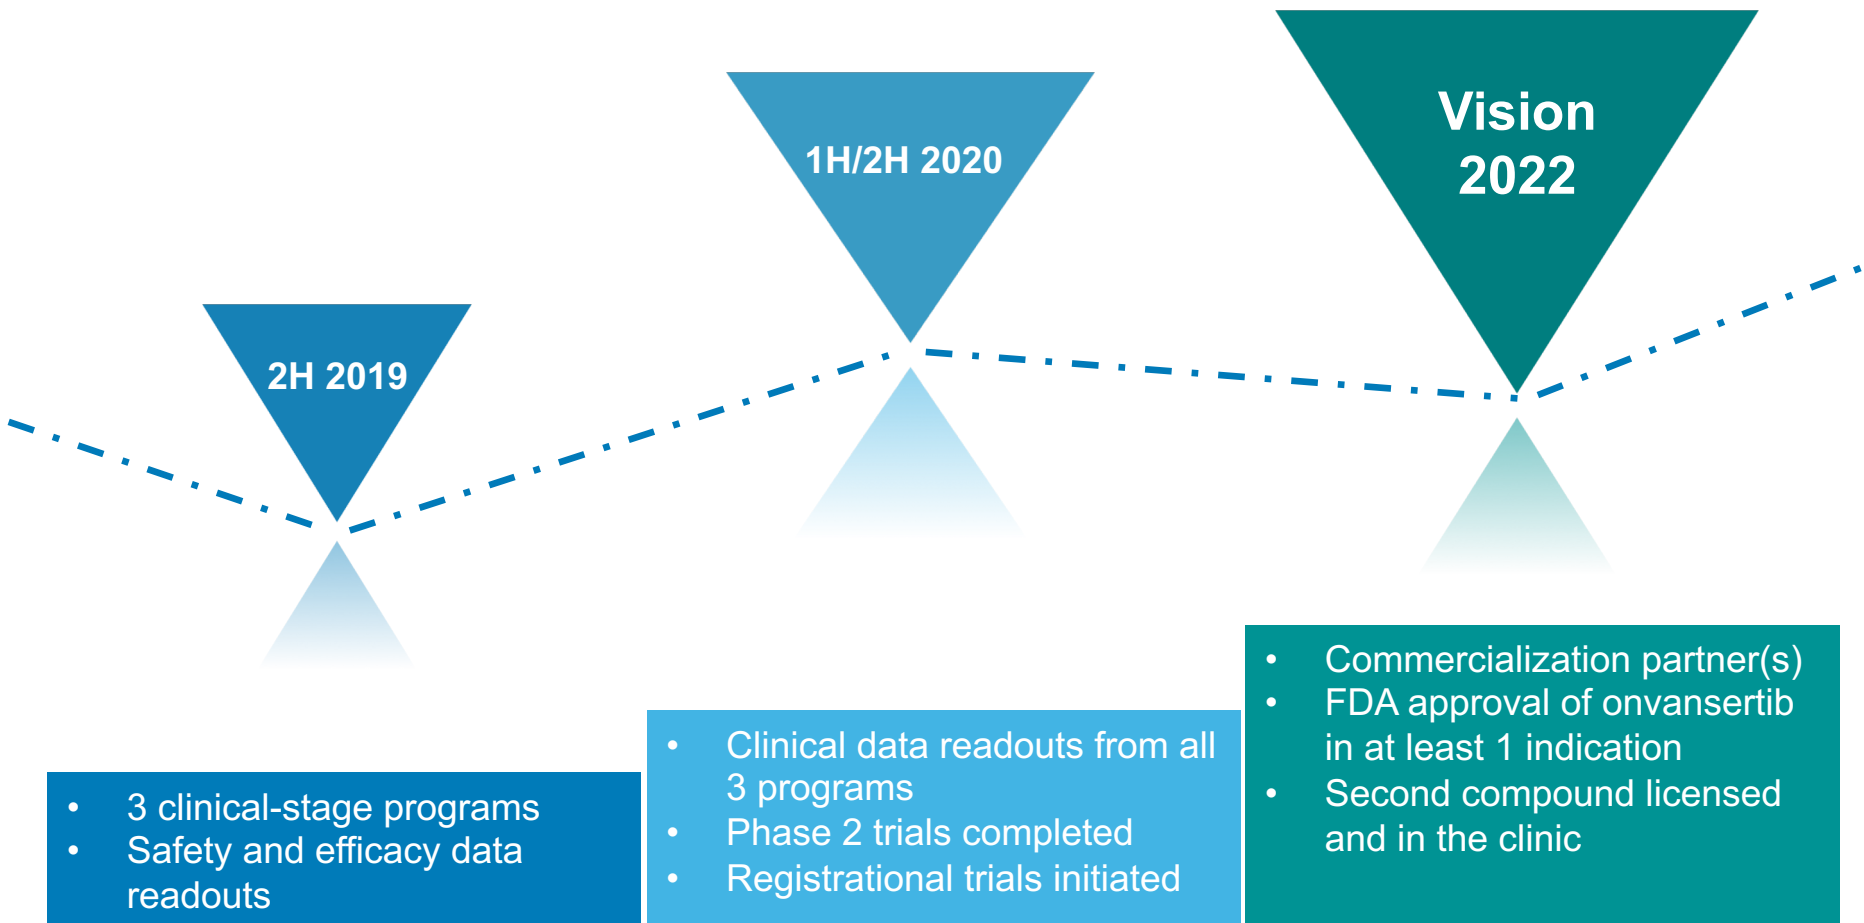 2H 2019
1H/2H 2020
Vision
2022
• 3 clinical-stage programs
• Safety and efficacy data
readouts
• Clinical data readouts from all
3 programs
• Phase 2 trials completed
• Registrational trials initiated
• Commercialization partner(s)
• FDA approval of onvansertib
in at least 1 indication
• Second compound licensed
and in the clinic